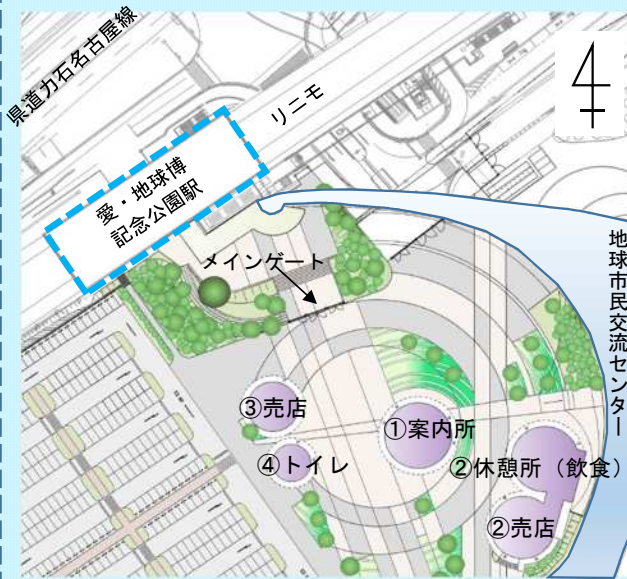 県道力石名古屋線
リニモ
愛・地球博
記念公園駅
メインゲート
地球市民交流センター
③売店
①案内所
④トイレ
②休憩所（飲食）
②売店